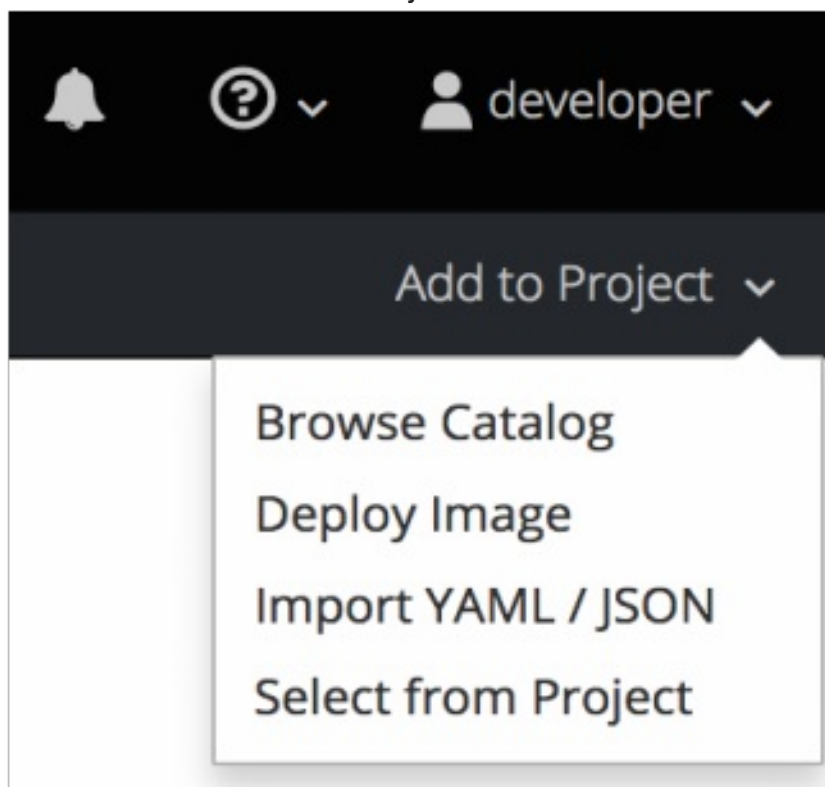 developer
Add to Project
Browse Catalog
Deploy Image
Import YAML / JSON
Select from Project